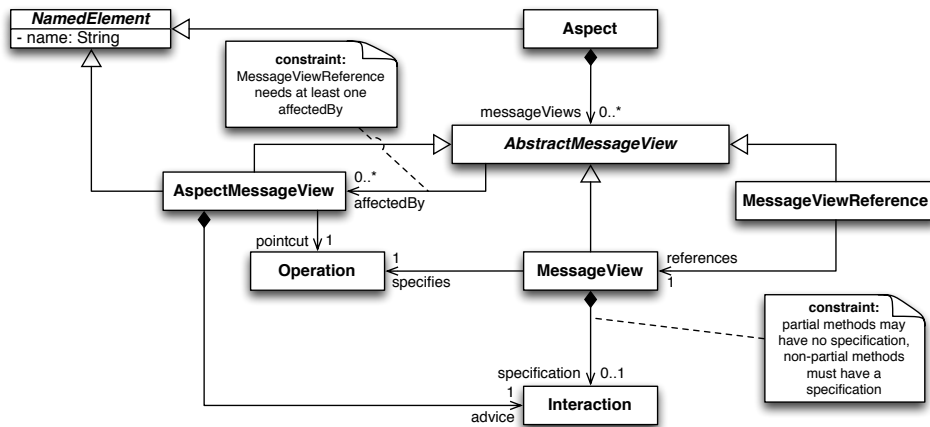 NamedElement
- name: String
Aspect
constraint:
MessageViewReference
needs at least one
affectedBy
messageViews
0..*
AbstractMessageView
AspectMessageView
0..*
affectedBy
MessageViewReference
pointcut
1
Operation
1
specifies
MessageView
references
1
constraint:
partial methods may
have no specification,
non-partial methods
must have a
specification
specification
0..1
1
advice
Interaction